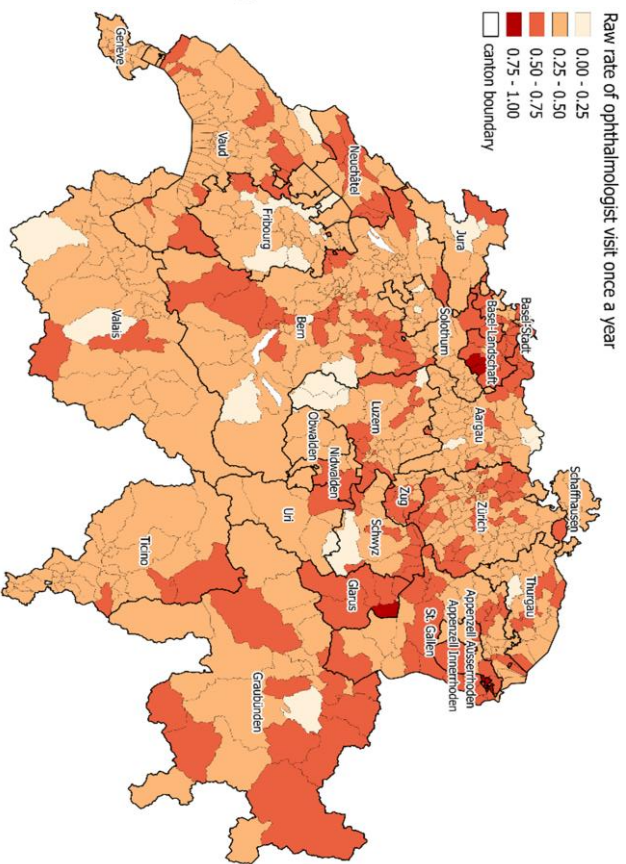 Raw rate of ophthalmologist visit once a year
0.00 - 0.25
0.25 - 0.50
0.50 - 0.75
0.75 - 1.00
canton boundary
Schaffhausen
Basel-Stadt
Basel-Landschaft
Thurgau
Jura
Aargau
Zürich
Appenzell Ausserrhoden
Appenzell Innerrhoden
Solothurn
St. Gallen
Neuchâtel
Luzern
Zug
Schwyz
Glarus
Nidwalden
Obwalden
Bern
Uri
Fribourg
Graubünden
Vaud
Ticino
Valais
Genève